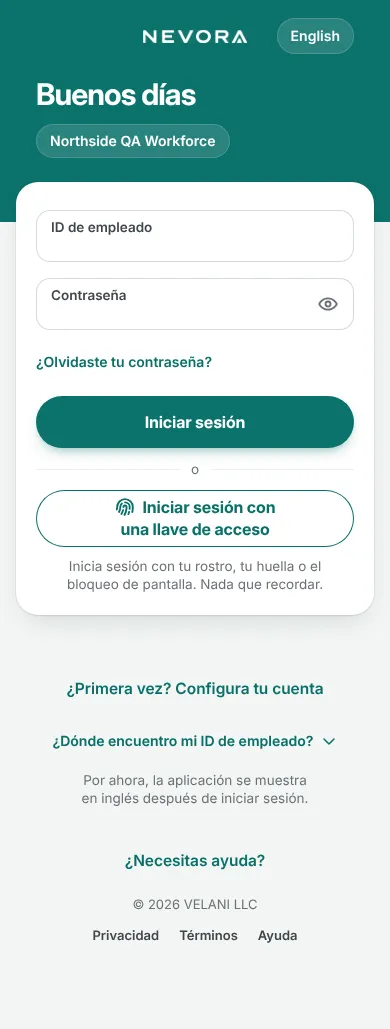 NEVORA
English
Buenos días
Northside QA Workforce
ID de empleado
Contraseña
¿Olvidaste tu contraseña?
Iniciar sesión
o
Iniciar sesión con
una llave de acceso
Inicia sesión con tu rostro, tu huella o el
bloqueo de pantalla. Nada que recordar.
¿Primera vez? Configura tu cuenta
¿Dónde encuentro mi ID de empleado?
Por ahora, la aplicación se muestra
en inglés después de iniciar sesión.
¿Necesitas ayuda?
© 2026 VELANI LLC
Privacidad Términos Ayuda